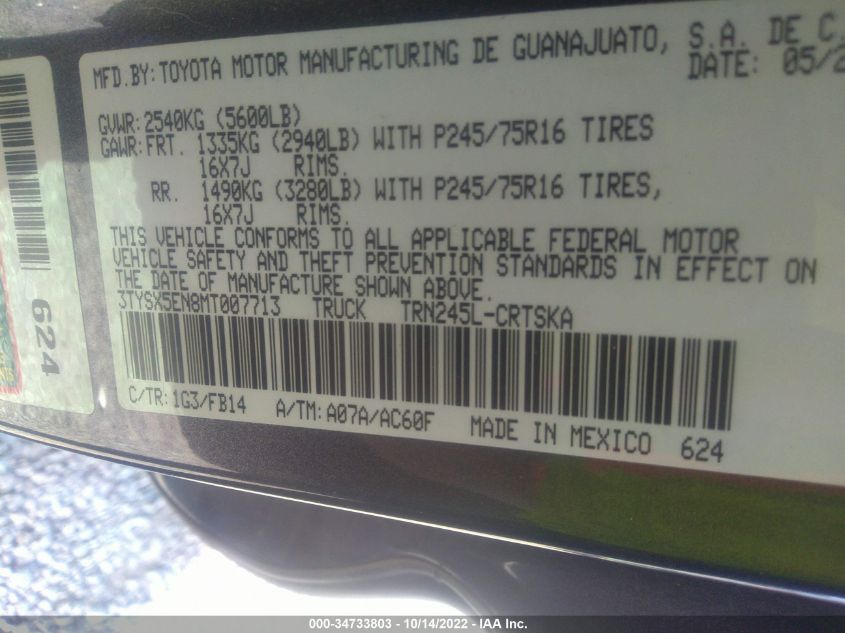 MFD.BY:TOYOTA MOTOR MANUFACTURING DE GUANAJUATO, S.A. DE C.
DATE: 05/2
GVWR:2540KG (5600LB)
GAWR:FRT. 1335KG (2940LB) WITH P245/75R16 TIRES
16X7J RIMS.
RR. 1490KG (3280LB) WITH P245/75R16 TIRES,
16X7J RIMS.
THIS VEHICLE CONFORMS TO ALL APPLICABLE FEDERAL MOTOR
VEHICLE SAFETY AND THEFT PREVENTION STANDARDS IN EFFECT ON
THE DATE OF MANUFACTURE SHOWN ABOVE.
3TYSX5EN8MT007713 TRUCK TRN245L-CRTSKA
C/TR:1G3/FB14 A/TM:A07A/AC60F MADE IN MEXICO 624
624
000-34733803 - 10/14/2022 - IAA Inc.